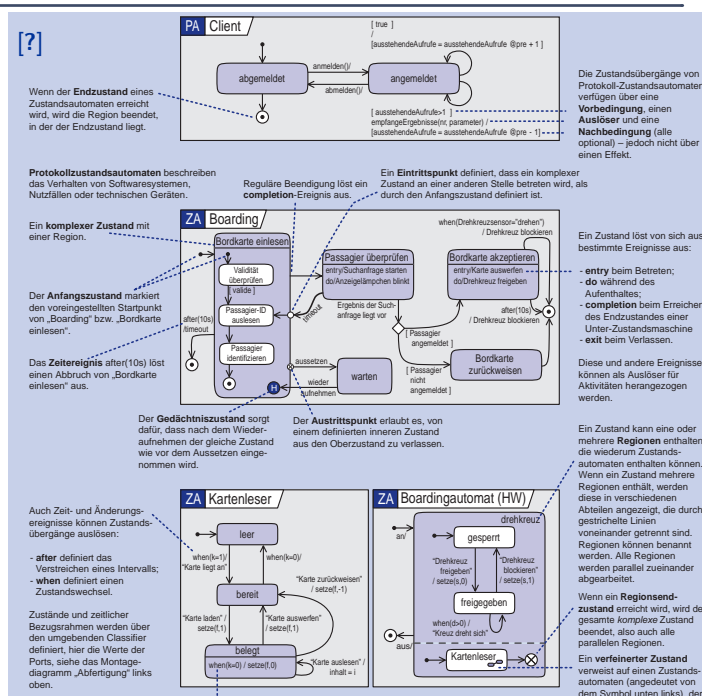 [?]
PA Client
[ true ]
/
[ausstehendeAufrufe = ausstehendeAufrufe @pre + 1 ]
abgemeldet
anmelden()/
abmelden()/
angemeldet
[ ausstehendeAufrufe>1 ]
empfangeErgebnisse(nr, parameter) /
[ausstehendeAufrufe = ausstehendeAufrufe @pre - 1]
Wenn der Endzustand eines
Zustandsautomaten erreicht
wird, wird die Region beendet,
in der der Endzustand liegt.
Die Zustandsübergänge von
Protokoll-Zustandsautomaten
verfügen über eine
Vorbedingung, einen
Auslöser und eine
Nachbedingung (alle
optional) – jedoch nicht über
einen Effekt.
Protokollzustandsautomaten beschreiben
das Verhalten von Softwaresystemen,
Nutzfällen oder technischen Geräten.
Reguläre Beendigung löst ein
completion-Ereignis aus.
Ein Eintrittspunkt definiert, dass ein komplexer
Zustand an einer anderen Stelle betreten wird, als
durch den Anfangszustand definiert ist.
Ein komplexer Zustand mit
einer Region.
Der Anfangszustand markiert
den voreingestellten Startpunkt
von „Boarding" bzw. „Bordkarte
einlesen".
Das Zeitereignis after(10s) löst
einen Abbruch von „Bordkarte
einlesen" aus.
ZA Boarding
Bordkarte einlesen
Validität
überprüfen
[ valide ]
Passagier-ID
auslesen
Passagier
identifizieren
after(10s)
/timeout
timeout
Passagier überprüfen
entry/Suchanfrage starten
do/Anzeigelämpchen blinkt
Ergebnis der Such-
anfrage liegt vor
when(Drehkreuzsensor="drehen")
/ Drehkreuz blockieren
Bordkarte akzeptieren
entry/Karte auswerfen
do/Drehkreuz freigeben
after(10s)
/ Drehkreuz blockieren
[ Passagier
angemeldet ]
[ Passagier
nicht
angemeldet ]
Bordkarte
zurückweisen
aussetzen
warten
wieder
aufnehmen
H
Ein Zustand löst von sich aus
bestimmte Ereignisse aus:
- entry beim Betreten;
- do während des
Aufenthaltes;
- completion beim Erreichen
des Endzustandes einer
Unter-Zustandsmaschine
- exit beim Verlassen.
Diese und andere Ereignisse
können als Auslöser für
Aktivitäten herangezogen
werden.
Der Gedächtniszustand sorgt
dafür, dass nach dem Wieder-
aufnehmen der gleiche Zustand
wie vor dem Aussetzen einge-
nommen wird.
Der Austrittspunkt erlaubt es, von
einem definierten inneren Zustand
aus den Oberzustand zu verlassen.
Ein Zustand kann eine oder
mehrere Regionen enthalten,
die wiederum Zustands-
automaten enthalten können.
Wenn ein Zustand mehrere
Regionen enthält, werden
diese in verschiedenen
Abteilen angezeigt, die durch
gestrichelte Linien
voneinander getrennt sind.
Regionen können benannt
werden. Alle Regionen
werden parallel zueinander
abgearbeitet.
Wenn ein Regionsend-
zustand erreicht wird, wird der
gesamte komplexe Zustand
beendet, also auch alle
parallelen Regionen.
Ein verfeinerter Zustand
verweist auf einen Zustands-
automaten (angedeutet von
dem Symbol unten links), der
Auch Zeit- und Änderungs-
ereignisse können Zustands-
übergänge auslösen:
- after definiert das
Verstreichen eines Intervalls;
- when definiert einen
Zustandswechsel.
Zustände und zeitlicher
Bezugsrahmen werden über
den umgebenden Classifier
definiert, hier die Werte der
Ports, siehe das Montage-
diagramm „Abfertigung" links
oben.
ZA Kartenleser
leer
when(k=1)/
"Karte liegt an"
when(k=0)/
bereit
"Karte zurückweisen"
/ setze(f,-1)
"Karte laden" /
setze(f,1)
"Karte auswerfen"
/ setze(f,1)
belegt
when(k=0) / setze(f,0)
"Karte auslesen" /
inhalt = i
ZA Boardingautomat (HW)
drehkreuz
an/
gesperrt
"Drehkreuz
freigeben"
/ setze(s,0)
"Drehkreuz
blockieren"
/ setze(s,1)
freigegeben
when(d>0) /
"Kreuz dreht sich"
aus/
Kartenleser